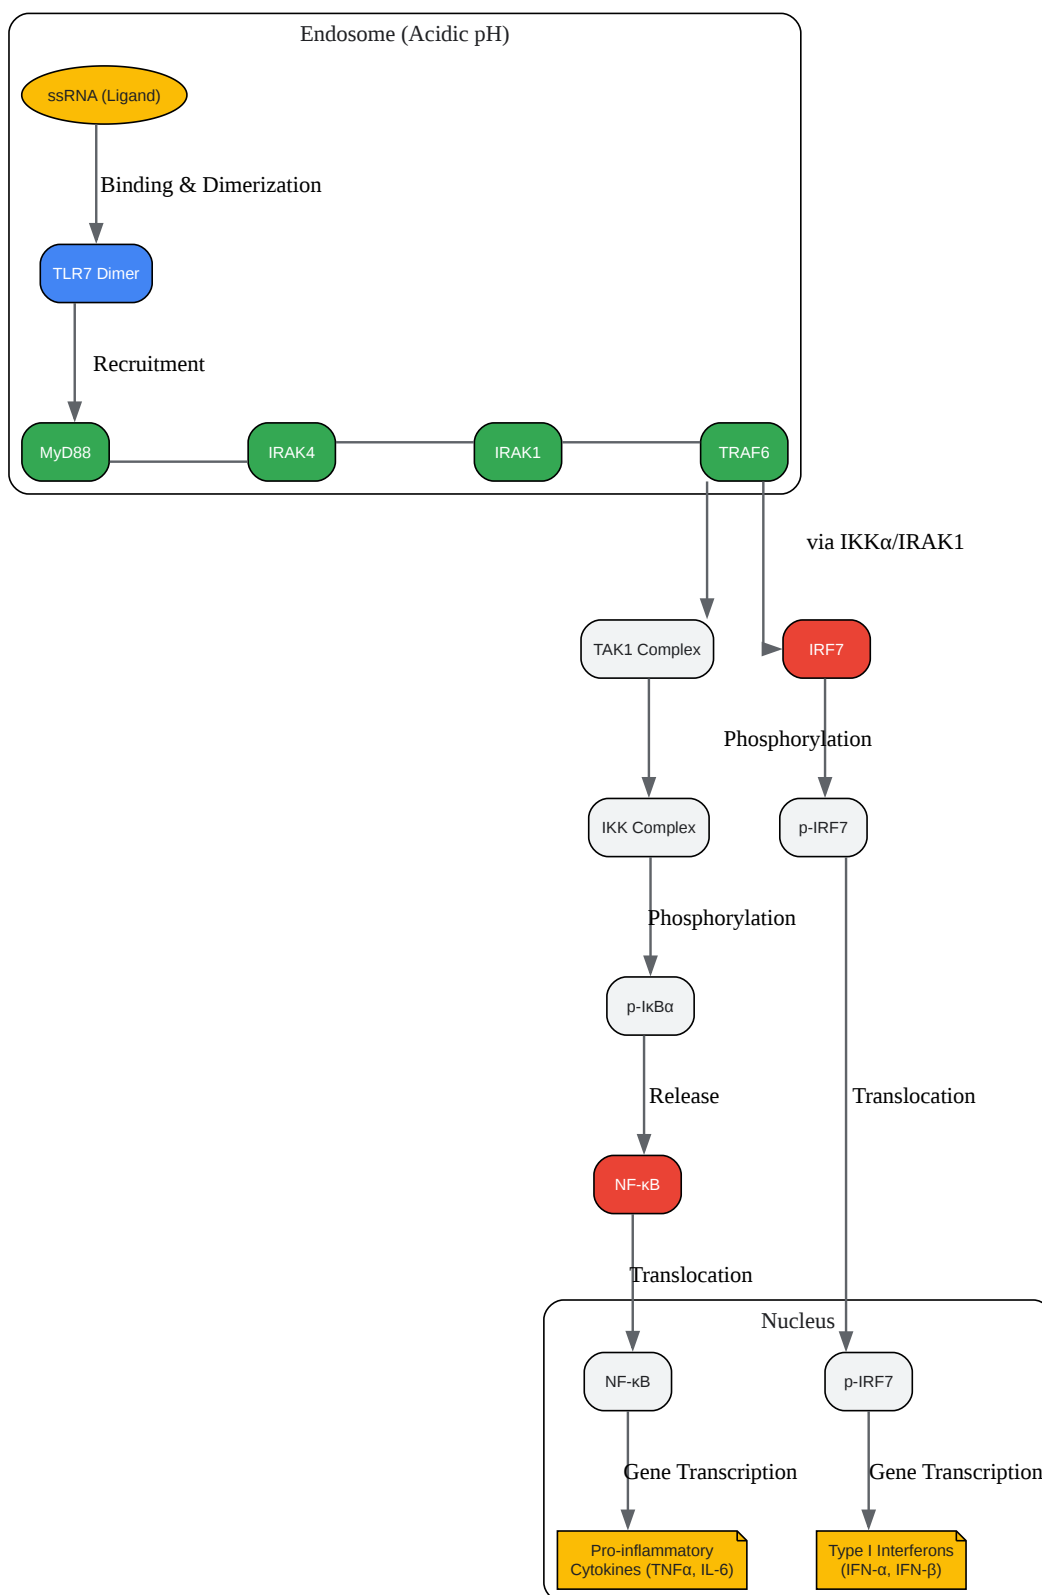 Endosome (Acidic pH)
ssRNA (Ligand)
Binding & Dimerization
TLR7 Dimer
Recruitment
MyD88
IRAK4
IRAK1
TRAF6
via IKKα/IRAK1
TAK1 Complex
IRF7
Phosphorylation
IKK Complex
p-IRF7
Phosphorylation
p-IκBα
Release
Translocation
NF-κB
Translocation
Nucleus
NF-κB
p-IRF7
Gene Transcription
Gene Transcription
Pro-inflammatory
Cytokines (TNFα, IL-6)
Type I Interferons
(IFN-α, IFN-β)